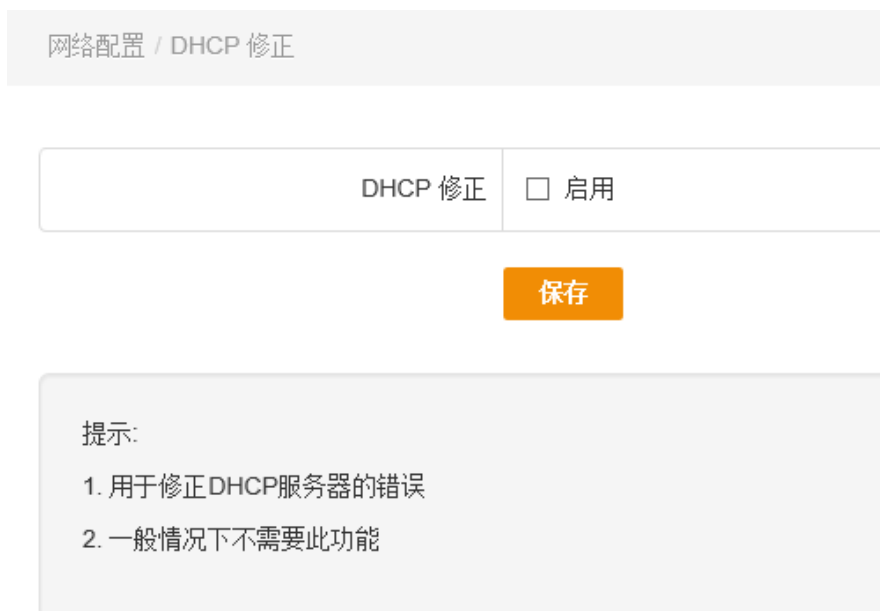 网络配置 / DHCP 修正
DHCP 修正 启用
保存
提示:
1. 用于修正DHCP服务器的错误
2. 一般情况下不需要此功能